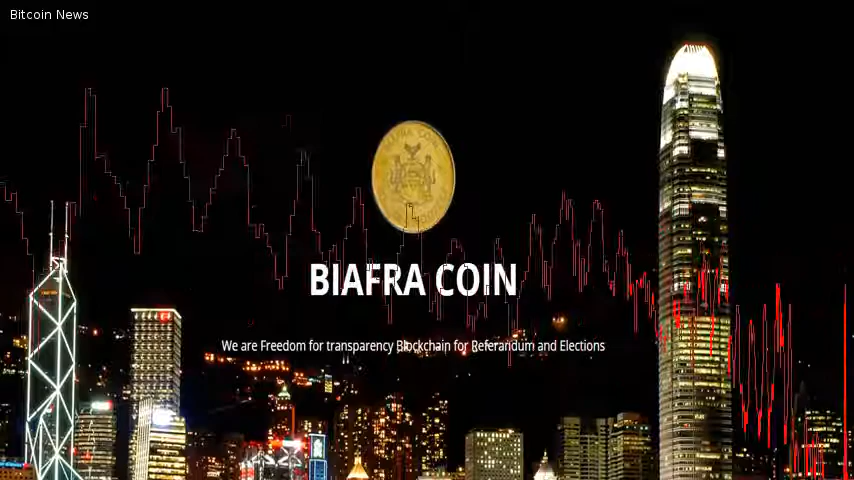 Bitcoin News
BIAFRA COIN
We are Freedom for transparency Blockchain for Referandum and Elections